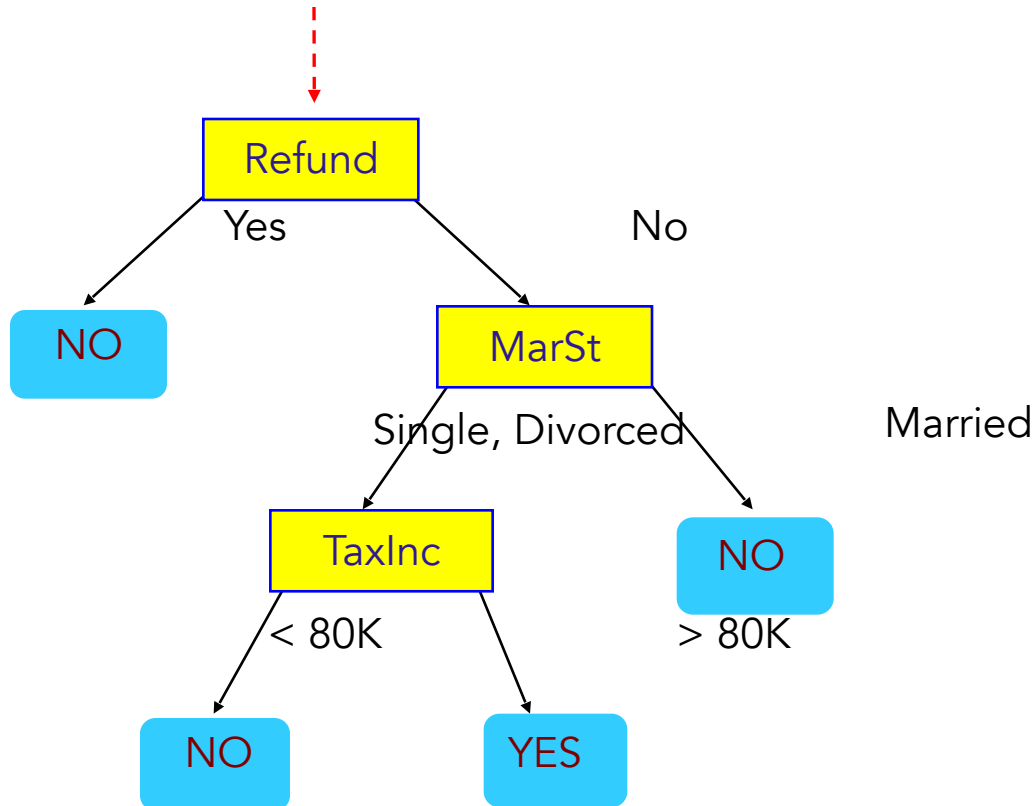 Refund
Yes
No
NO
MarSt
Single, Divorced
Married
TaxInc
NO
< 80K
> 80K
NO
YES